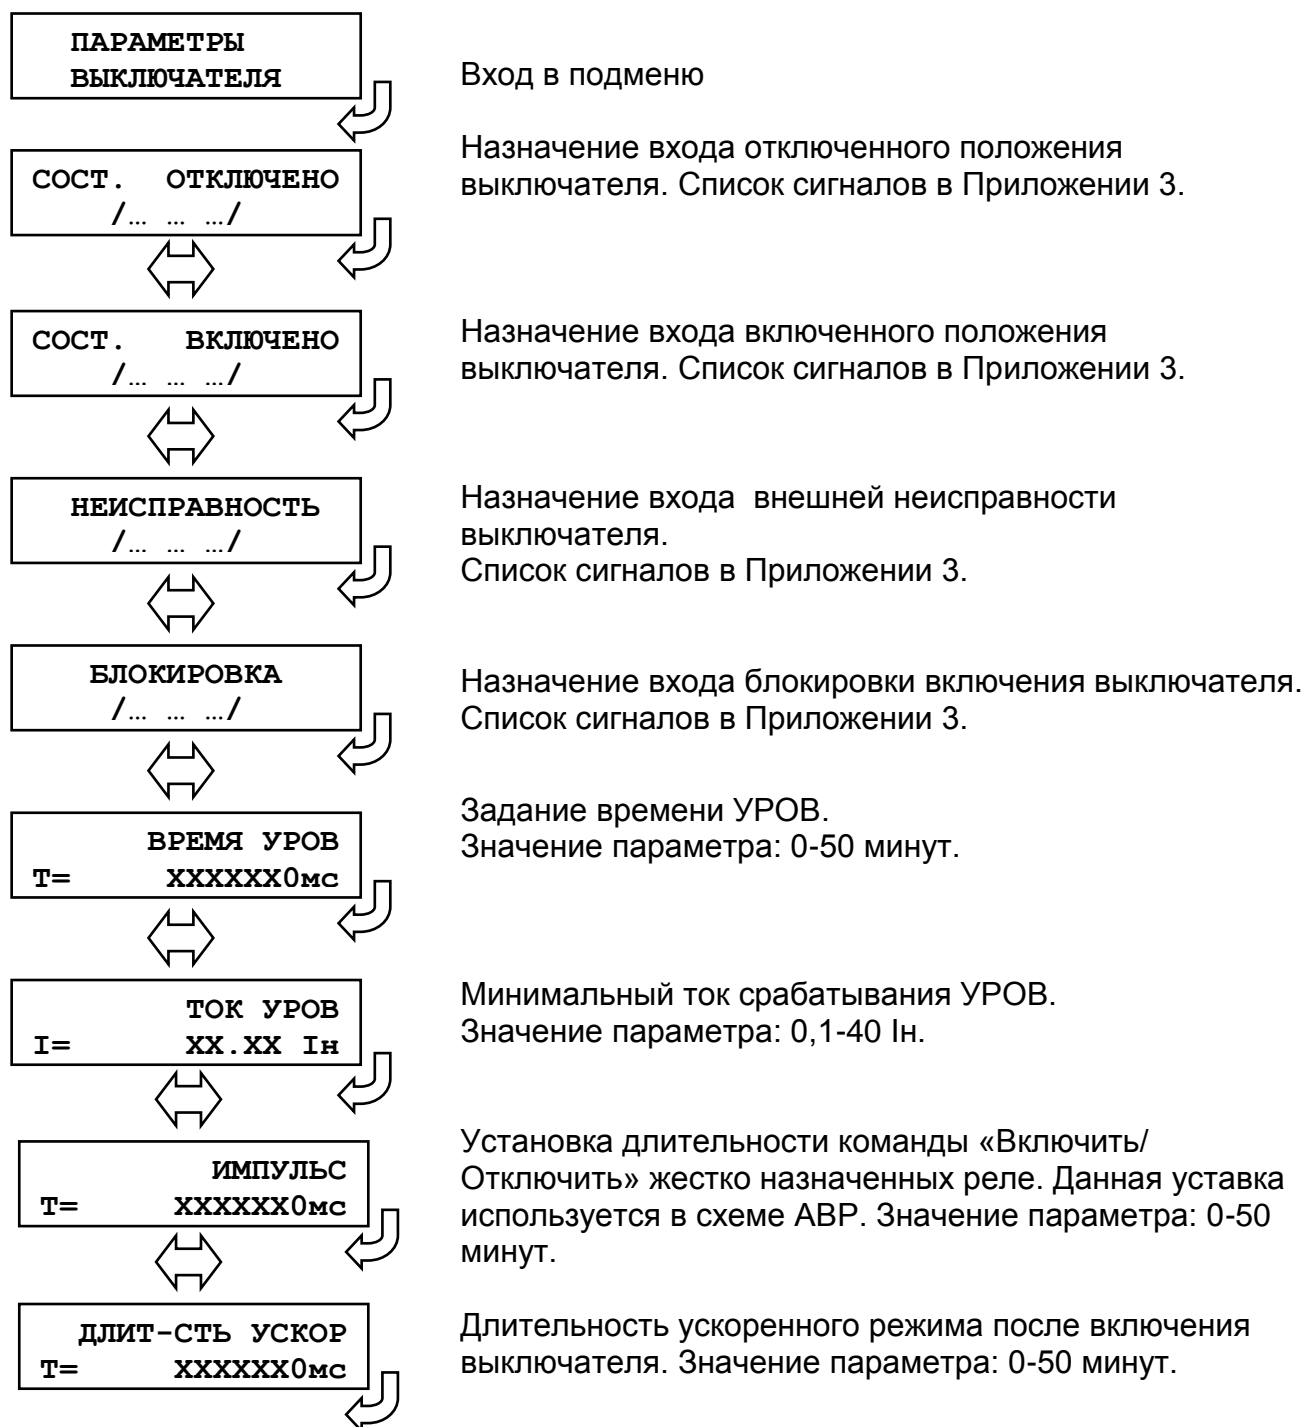 ПАРАМЕТРЫ
ВЫКЛЮЧАТЕЛЯ
Вход в подменю
СОСТ. ОТКЛЮЧЕНО
/… … …/
Назначение входа отключенного положения
выключателя. Список сигналов в Приложении 3.
СОСТ. ВКЛЮЧЕНО
/… … …/
Назначение входа включенного положения
выключателя. Список сигналов в Приложении 3.
НЕИСПРАВНОСТЬ
/… … …/
Назначение входа внешней неисправности
выключателя.
Список сигналов в Приложении 3.
БЛОКИРОВКА
/… … …/
Назначение входа блокировки включения выключателя.
Список сигналов в Приложении 3.
ВРЕМЯ УРОВ
T= XXXXXX0мс
Задание времени УРОВ.
Значение параметра: 0-50 минут.
ТОК УРОВ
I= XX.XX Iн
Минимальный ток срабатывания УРОВ.
Значение параметра: 0,1-40 Iн.
ИМПУЛЬС
T= XXXXXX0мс
Установка длительности команды «Включить/
Отключить» жестко назначенных реле. Данная уставка
используется в схеме АВР. Значение параметра: 0-50
минут.
ДЛИТ-СТЬ УСКОР
T= XXXXXX0мс
Длительность ускоренного режима после включения
выключателя. Значение параметра: 0-50 минут.